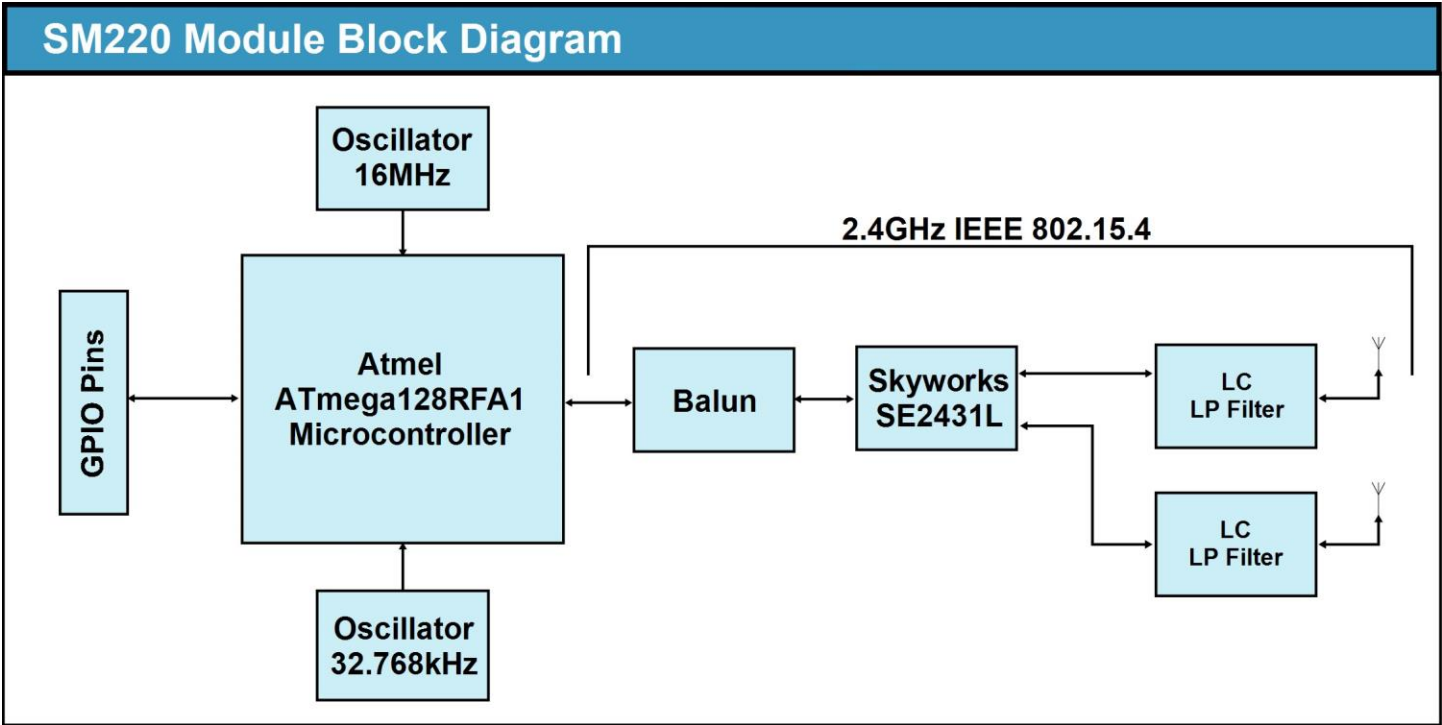 SM220 Module Block Diagram
Oscillator
16MHz
2.4GHz IEEE 802.15.4
GPIO Pins
Atmel
ATmega128RFA1
Microcontroller
Balun
Skyworks
SE2431L
LC
LP Filter
LC
LP Filter
Oscillator
32.768kHz